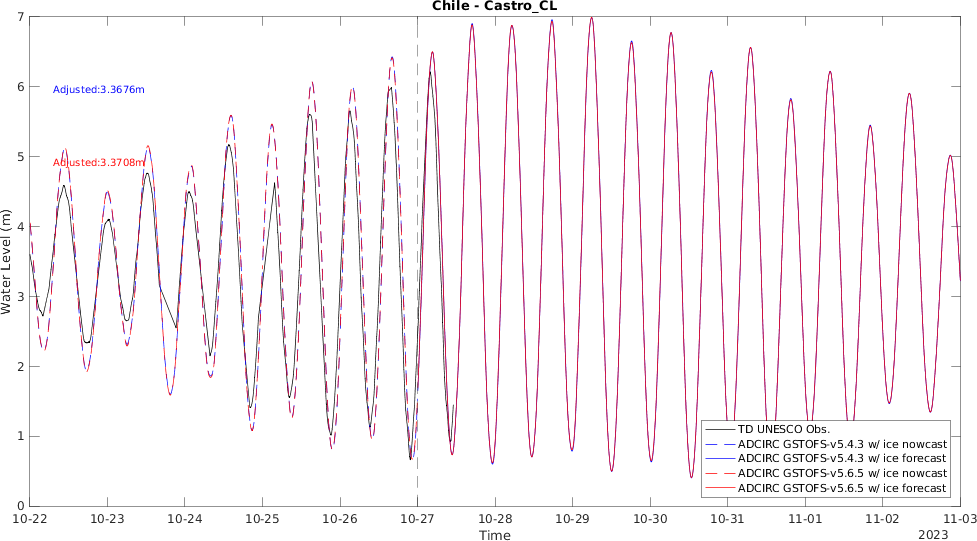 Chile - Castro_CL
Water Level (m)
7
6
5
4
3
2
1
0
Adjusted:3.3676m
Adjusted:3.3708m
TD UNESCO Obs.
ADCIRC GSTOFS-v5.4.3 w/ ice nowcast
ADCIRC GSTOFS-v5.4.3 w/ ice forecast
ADCIRC GSTOFS-v5.6.5 w/ ice nowcast
ADCIRC GSTOFS-v5.6.5 w/ ice forecast
10-22 10-23 10-24 10-25 10-26 10-27 10-28 10-29 10-30 10-31 11-01 11-02 11-03
Time
2023